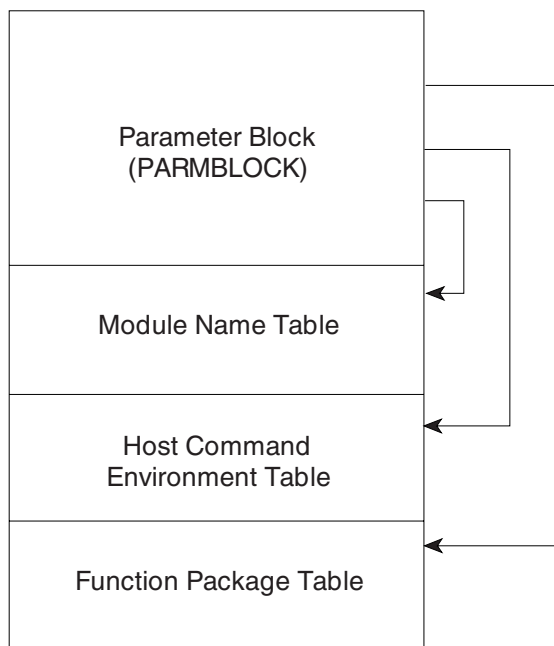 Parameter Block
(PARMBLOCK)
Module Name Table
Host Command
Environment Table
Function Package Table